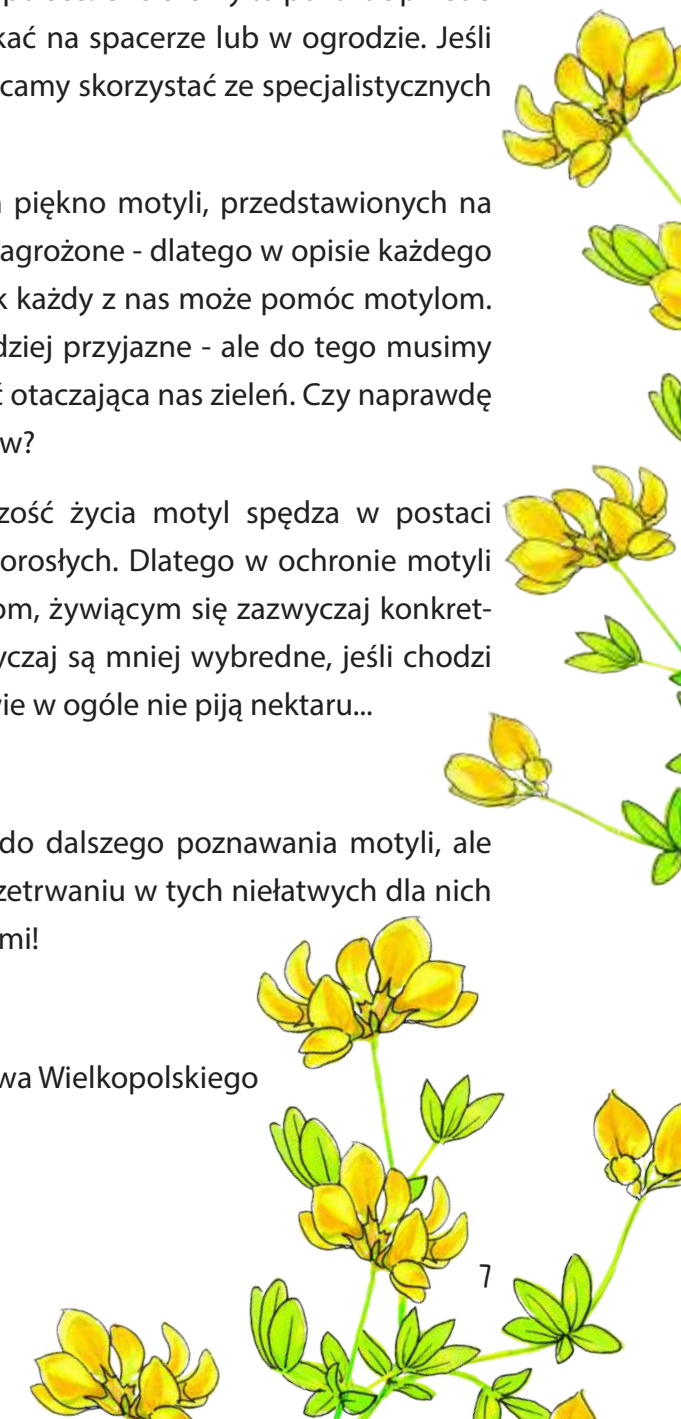 kać na spacerze lub w ogrodzie. Jeśli
camy skorzystać ze specjalistycznych
piękno motyli, przedstawionych na
agrożone - dlatego w opisie każdego
k każdy z nas może pomóc motylom.
dziej przyjazne - ale do tego musimy
ć otaczająca nas zieleń. Czy naprawdę
w?
zość życia motyl spędza w postaci
orosłych. Dlatego w ochronie motyli
om, żywiącym się zazwyczaj konkret-
yczaj są mniej wybredne, jeśli chodzi
wie w ogóle nie piją nektaru...
do dalszego poznawania motyli, ale
zetrwaniu w tych niełatwych dla nich
mi!
wa Wielkopolskiego
7